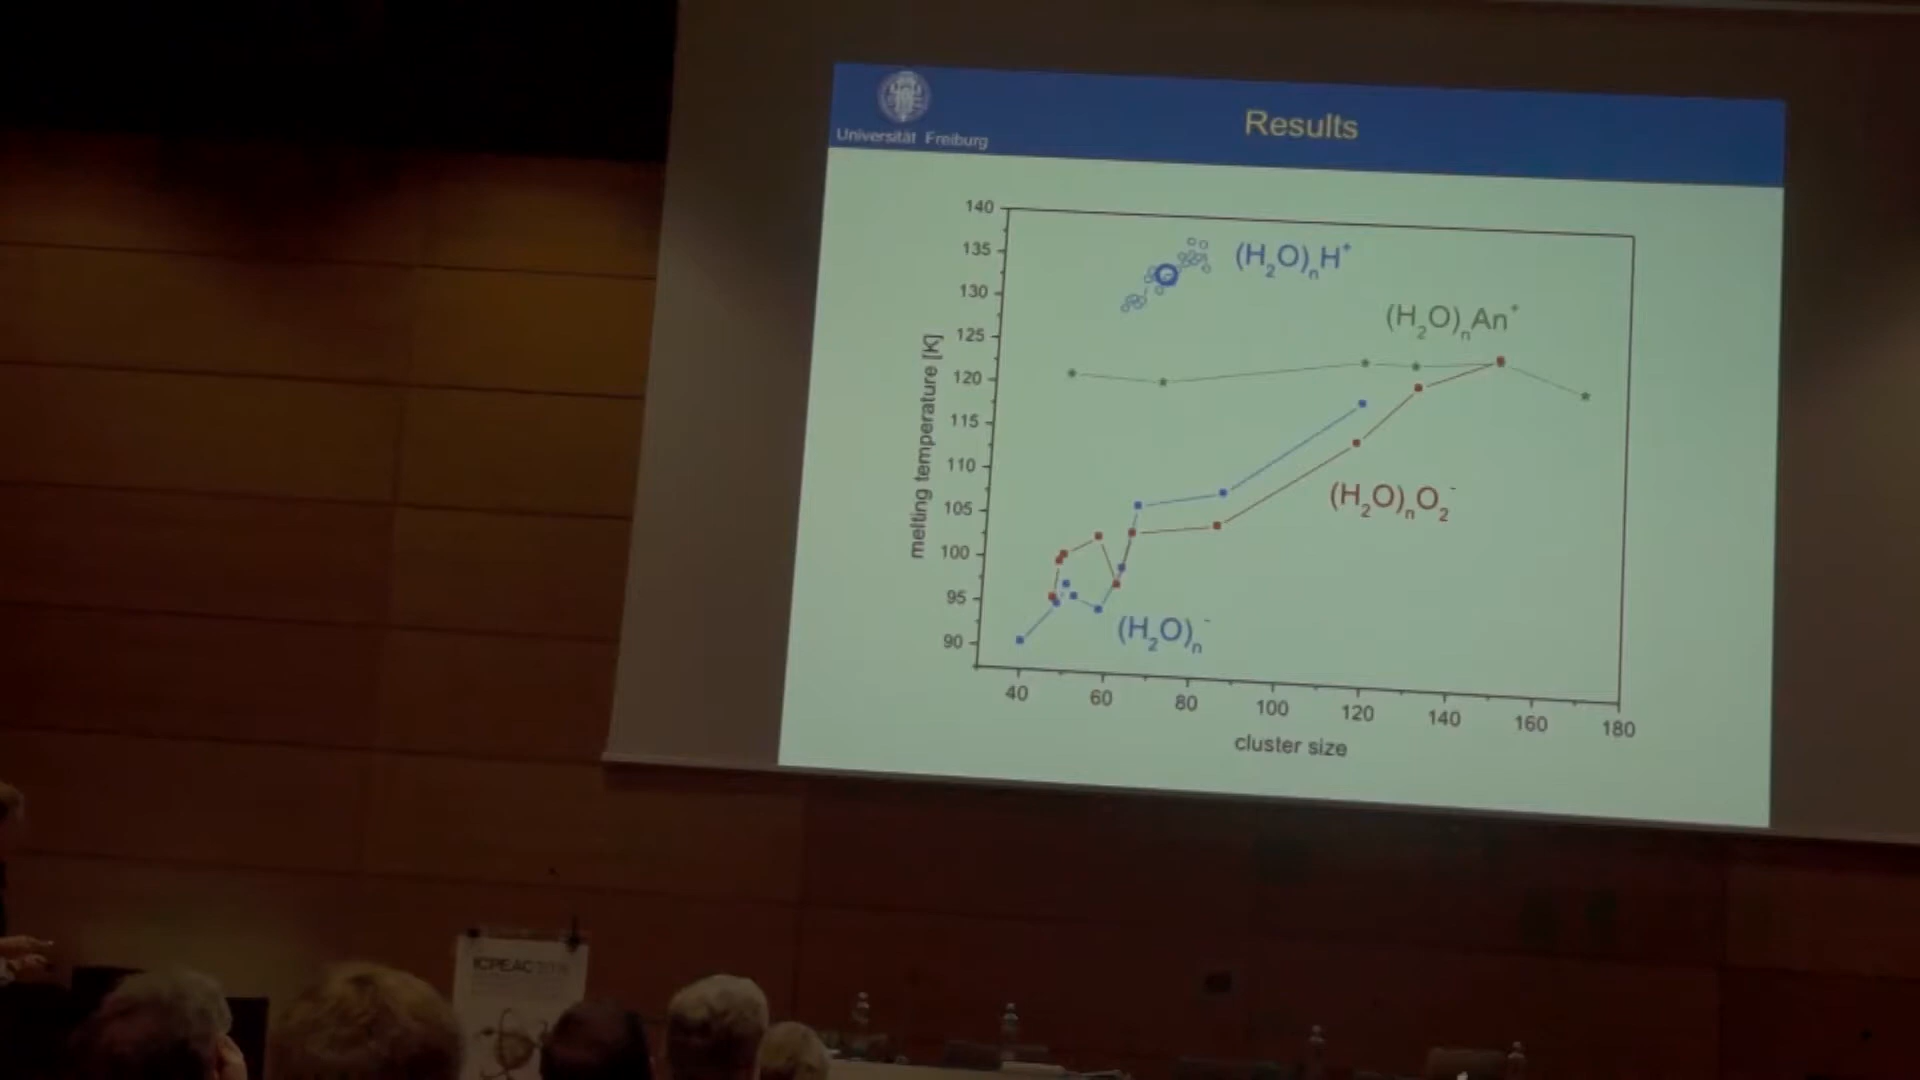 Universität Freiburg
Results
140
135
130
125
120
115
110
105
100
95
90
melting temperature [K]
(H₂O)ₙH⁺
(H₂O)ₙAn⁺
(H₂O)ₙO₂⁻
(H₂O)ₙ⁻
40 60 80 100 120 140 160 180
cluster size
ICPEAC